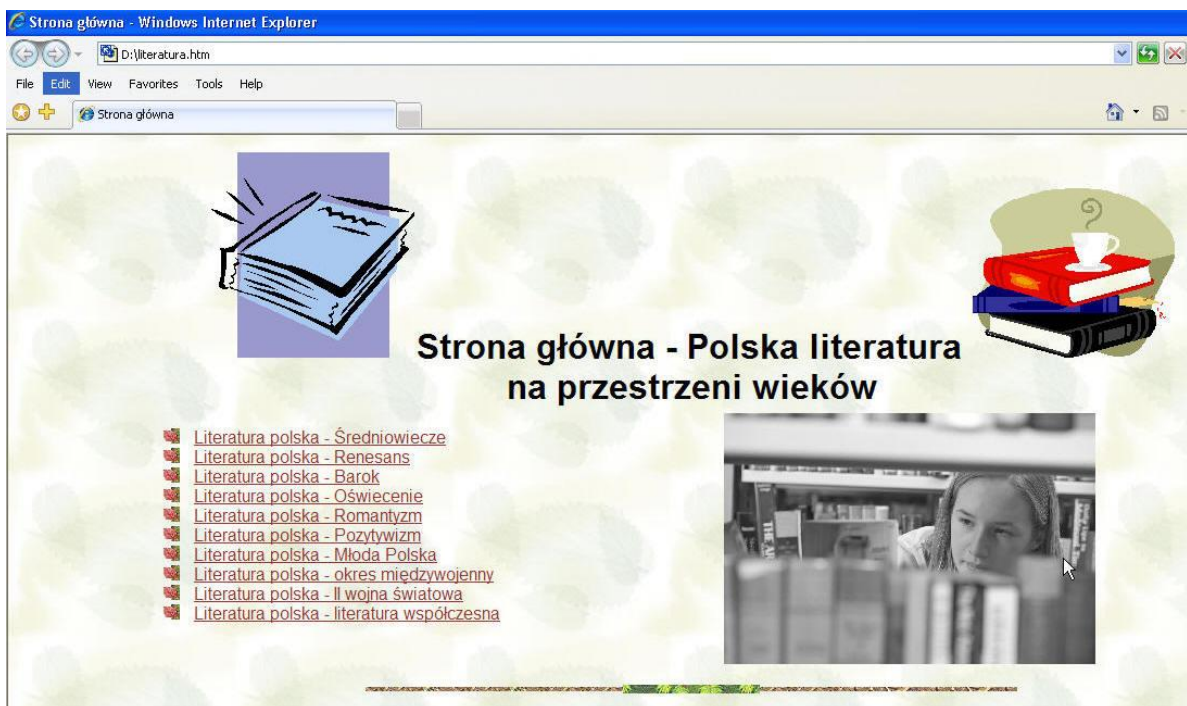 Strona główna - Windows Internet Explorer
D:\literatura.htm
File Edit View Favorites Tools Help
Strona główna
Strona główna - Polska literatura
na przestrzeni wieków
Literatura polska - Średniowiecze
Literatura polska - Renesans
Literatura polska - Barok
Literatura polska - Oświecenie
Literatura polska - Romantyzm
Literatura polska - Pozytywizm
Literatura polska - Młoda Polska
Literatura polska - okres międzywojenny
Literatura polska - II wojna światowa
Literatura polska - literatura współczesna